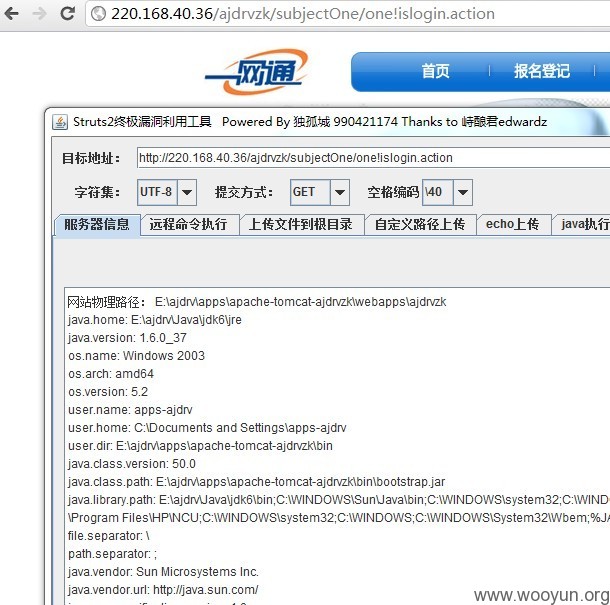 220.168.40.36/ajdrvzk/subjectOne/one!islogin.action
一网通
首页 报名登记
Struts2终极漏洞利用工具 Powered By 独孤城 990421174 Thanks to 峙酿君edwardz
目标地址： http://220.168.40.36/ajdrvzk/subjectOne/one!islogin.action
字符集： UTF-8 提交方式： GET 空格编码 \40
服务器信息 远程命令执行 上传文件到根目录 自定义路径上传 echo上传 java执行
网站物理路径： E:\ajdrv\apps\apache-tomcat-ajdrvzk\webapps\ajdrvzk
java.home: E:\ajdrv\Java\jdk6\jre
java.version: 1.6.0_37
os.name: Windows 2003
os.arch: amd64
os.version: 5.2
user.name: apps-ajdrv
user.home: C:\Documents and Settings\apps-ajdrv
user.dir: E:\ajdrv\apps\apache-tomcat-ajdrvzk\bin
java.class.version: 50.0
java.class.path: E:\ajdrv\apps\apache-tomcat-ajdrvzk\bin\bootstrap.jar
java.library.path: E:\ajdrv\Java\jdk6\bin;C:\WINDOWS\Sun\Java\bin;C:\WINDOWS\system32;C:\WIND
\Program Files\HP\NCU;C:\WINDOWS\system32;C:\WINDOWS;C:\WINDOWS\System32\Wbem;%JA
file.separator: \
path.separator: ;
java.vendor: Sun Microsystems Inc.
java.vendor.url: http://java.sun.com/
www.wooyun.org